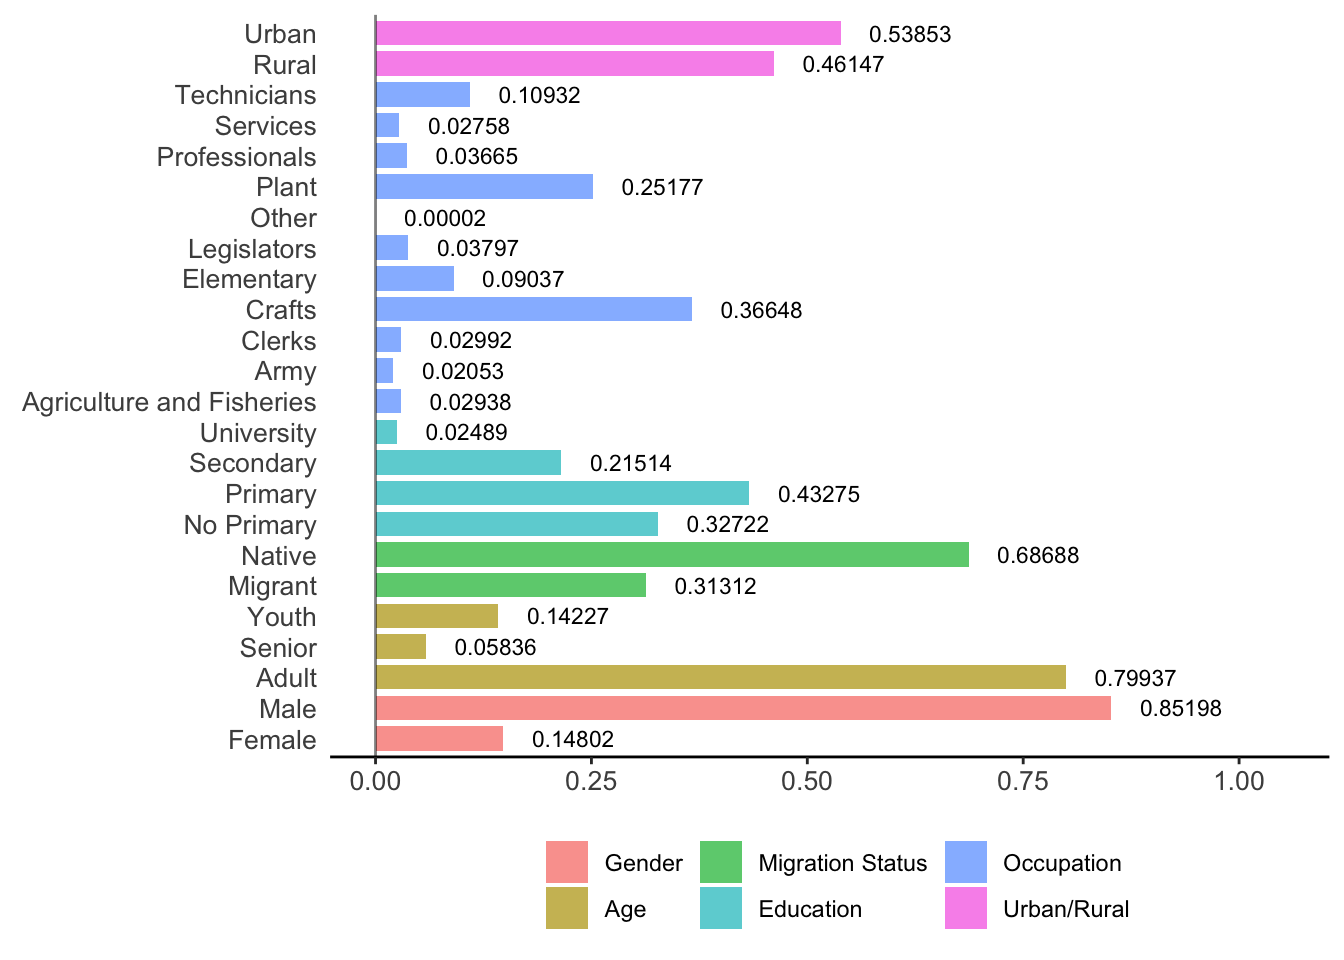 Urban 0.53853
Rural 0.46147
Technicians 0.10932
Services 0.02758
Professionals 0.03665
Plant 0.25177
Other 0.00002
Legislators 0.03797
Elementary 0.09037
Crafts 0.36648
Clerks 0.02992
Army 0.02053
Agriculture and Fisheries 0.02938
University 0.02489
Secondary 0.21514
Primary 0.43275
No Primary 0.32722
Native 0.68688
Migrant 0.31312
Youth 0.14227
Senior 0.05836
Adult 0.79937
Male 0.85198
Female 0.14802
0.00 0.25 0.50 0.75 1.00
Gender Migration Status Occupation
Age Education Urban/Rural